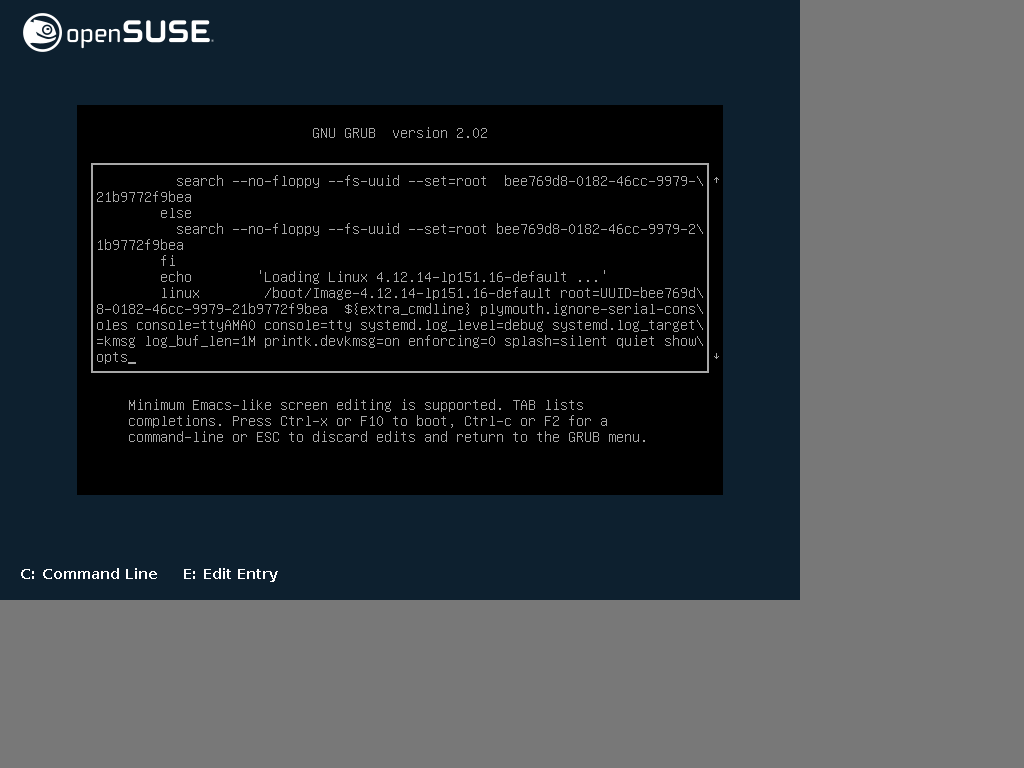 openSUSE.
GNU GRUB  version 2.02
search --no-floppy --fs-uuid --set=root  bee769d8-0182-46cc-9979-\
21b9772f9bea
else
search --no-floppy --fs-uuid --set=root bee769d8-0182-46cc-9979-2\
1b9772f9bea
fi
echo        'Loading Linux 4.12.14-lp151.16-default ...'
linux        /boot/Image-4.12.14-lp151.16-default root=UUID=bee769d\
8-0182-46cc-9979-21b9772f9bea  ${extra_cmdline} plymouth.ignore-serial-cons\
oles console=ttyAMA0 console=tty systemd.log_level=debug systemd.log_target\
=kmsg log_buf_len=1M printk.devkmsg=on enforcing=0 splash=silent quiet show\
opts_
Minimum Emacs-like screen editing is supported. TAB lists
completions. Press Ctrl-x or F10 to boot, Ctrl-c or F2 for a
command-line or ESC to discard edits and return to the GRUB menu.
C: Command Line     E: Edit Entry